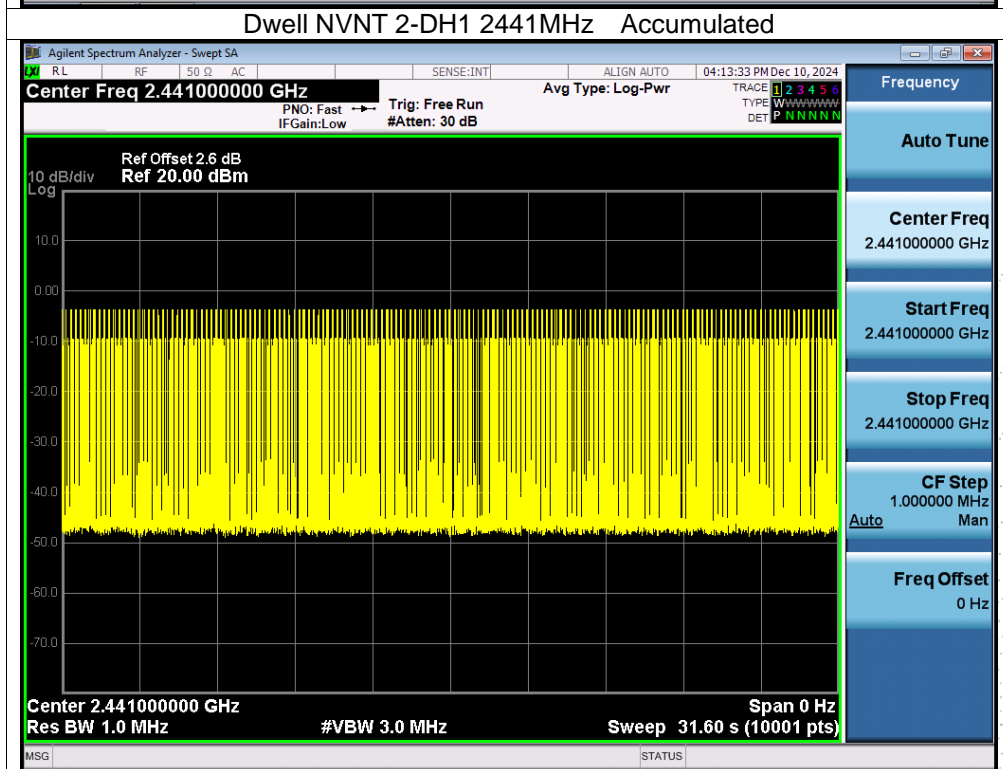 Dwell NVNT 2-DH1 2441MHz Accumulated
Agilent Spectrum Analyzer - Swept SA
LXI RL RF 50 Ω AC SENSE:INT ALIGN AUTO 04:13:33 PM Dec 10, 2024
Center Freq 2.441000000 GHz Avg Type: Log-Pwr TRACE 1 2 3 4 5 6
PNO: Fast Trig: Free Run TYPE WWWWWW
IFGain:Low #Atten: 30 dB DET P N N N N N
Ref Offset 2.6 dB
10 dB/div Ref 20.00 dBm
Log
10.0
0.00
-10.0
-20.0
-30.0
-40.0
-50.0
-60.0
-70.0
Center 2.441000000 GHz Span 0 Hz
Res BW 1.0 MHz #VBW 3.0 MHz Sweep 31.60 s (10001 pts)
MSG STATUS
Frequency
Auto Tune
Center Freq
2.441000000 GHz
Start Freq
2.441000000 GHz
Stop Freq
2.441000000 GHz
CF Step
1.000000 MHz
Auto Man
Freq Offset
0 Hz